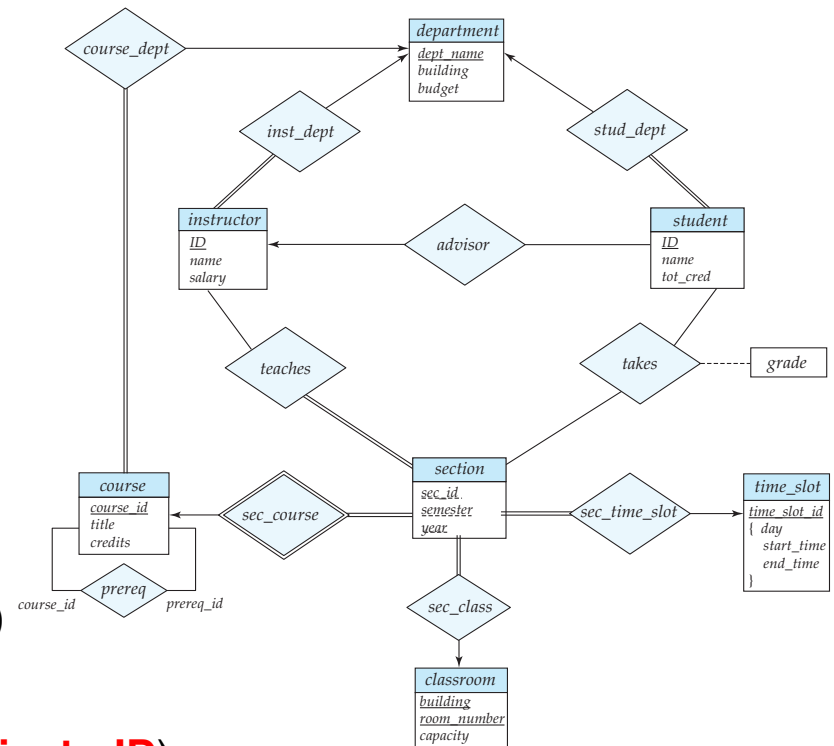 department
course_dept
dept_name
building
budget
inst_dept
stud_dept
instructor
ID
name
salary
advisor
student
ID
name
tot_cred
teaches
takes
grade
course
course_id
title
credits
sec_course
section
sec_id
semester
year
sec_time_slot
time_slot
time_slot_id
{ day
start_time
end_time
}
prereq
course_id
prereq_id
sec_class
)
classroom
building
room_number
capacity
ID)